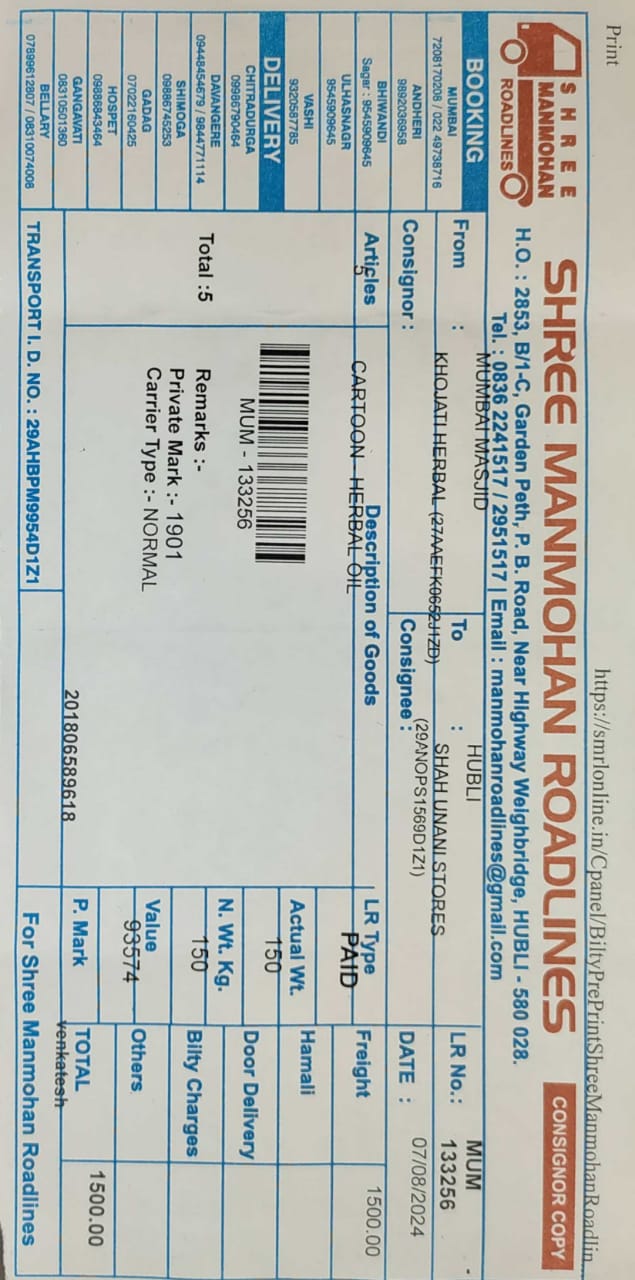 Print
https://smrlonline.in/Cpanel/BiltyPrePrintShreeManmohanRoadlin...
SHREE
MANMOHAN
ROADLINES
SHREE MANMOHAN ROADLINES
CONSIGNOR COPY
H.O. : 2853, B/1-C, Garden Peth, P. B. Road, Near Highway Weighbridge, HUBLI - 580 028.
Tel. : 0836 2241517 / 2951517 | Email : manmohanroadlines@gmail.com
BOOKING
MUMBAI
7208170208 / 022 49738716
ANDHERI
9892036958
BHIWANDI
Sagar : 9545909645
ULHASNAGR
9545909645
VASHI
9320587785
DELIVERY
CHITRADURGA
09996790464
DAVANGERE
09448454679 / 9844771114
SHIMOGA
09886745253
GADAG
07022160425
HOSPET
09886843464
GANGAVATI
08310501360
BELLARY
07899612807 / 08310074008
From : MUMBAI MASJID
To : HUBLI
LR No.: MUM
133256
Consignor : KHOJATI HERBAL (27AAEFK0652J1ZD)
Consignee : SHAH UNANI STORES
(29ANOPS1569D1Z1)
DATE : 07/08/2024
Articles
5
Description of Goods
CARTOON - HERBAL OIL
LR Type
PAID
Freight 1500.00
MUM - 133256
Actual Wt.
150
Hamali
Total :5
Remarks :-
Private Mark :- 1901
Carrier Type :- NORMAL
N. Wt. Kg.
150
Door Delivery
Bilty Charges
Value
93574
Others
201806589618
P. Mark
TOTAL 1500.00
venkatesh
TRANSPORT I. D. NO. : 29AHBPM9954D1Z1
For Shree Manmohan Roadlines